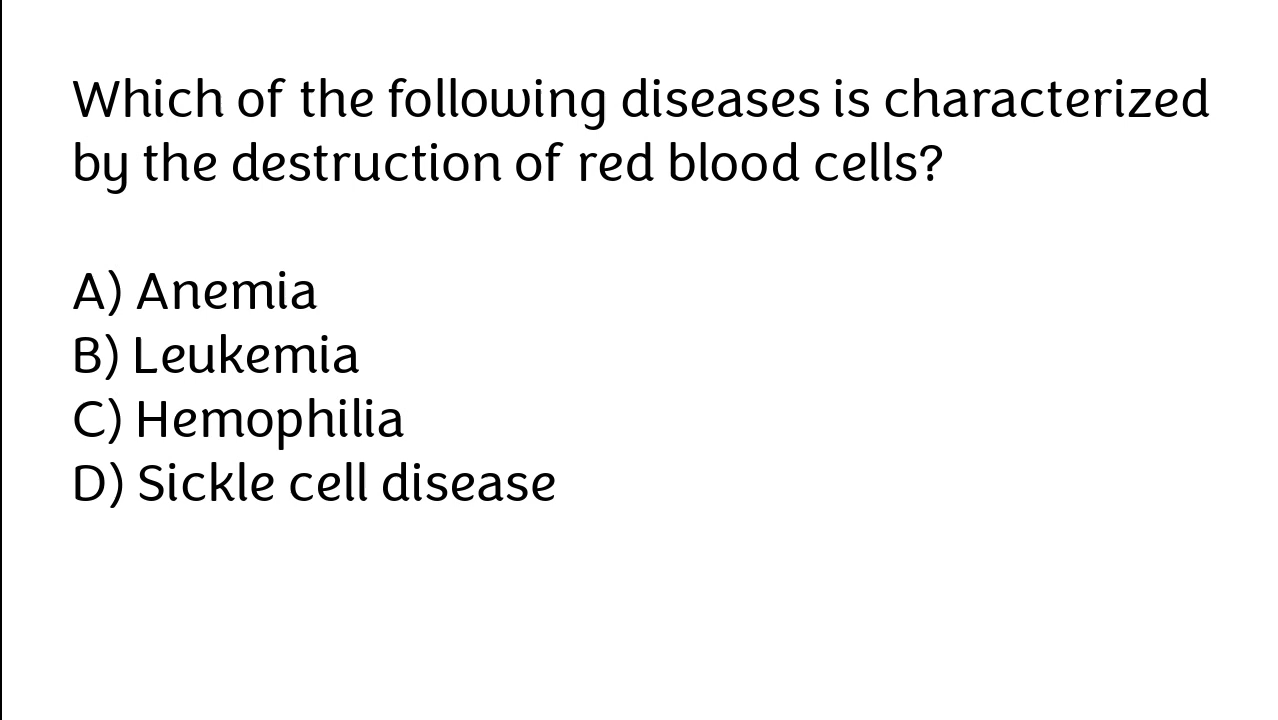 Which of the following diseases is characterized
by the destruction of red blood cells?
A) Anemia
B) Leukemia
C) Hemophilia
D) Sickle cell disease